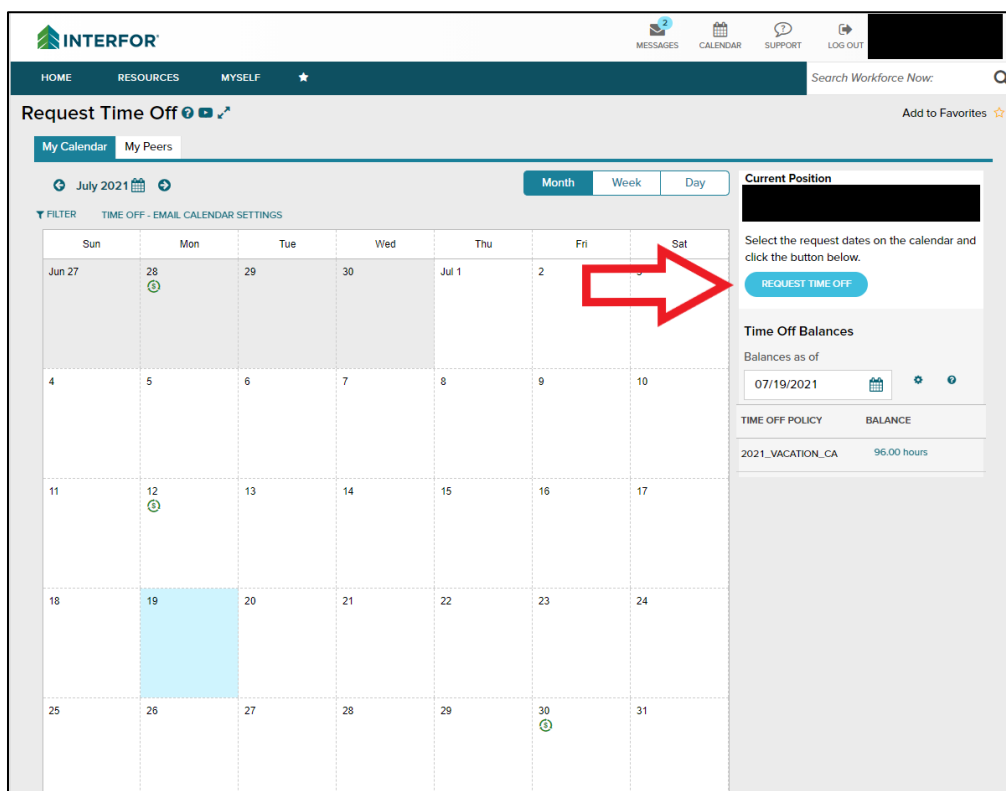 INTERFOR
2
MESSAGES CALENDAR SUPPORT LOG OUT
HOME RESOURCES MYSELF Search Workforce Now:
Request Time Off
Add to Favorites
My Calendar My Peers
July 2021
Month Week Day
FILTER TIME OFF - EMAIL CALENDAR SETTINGS
Sun Mon Tue Wed Thu Fri Sat
Jun 27 28 29 30 Jul 1 2
4 5 6 7 8 9 10
11 12 13 14 15 16 17
18 19 20 21 22 23 24
25 26 27 28 29 30 31
Current Position
Select the request dates on the calendar and
click the button below.
REQUEST TIME OFF
Time Off Balances
Balances as of
07/19/2021
TIME OFF POLICY BALANCE
2021_VACATION_CA 96.00 hours